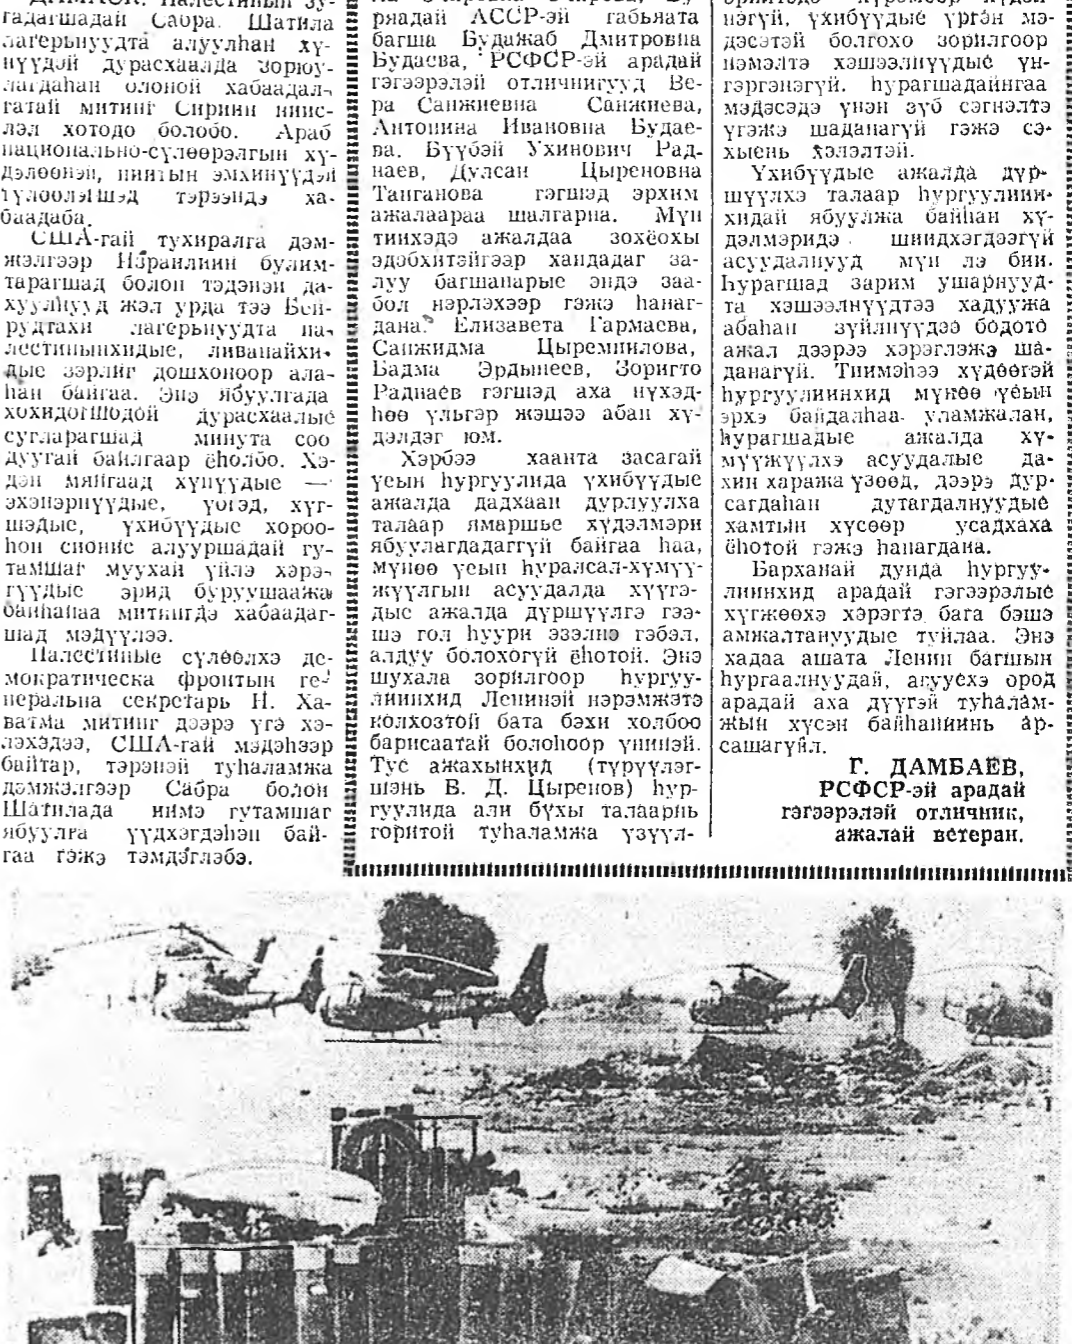 гадагшадай Сабра. Шатила
лагерьнуудта алуулһан хү-
нүүдэй дурасхаалда зорюу-
лагдаһан олоной хабаадал-
гатай митинг Сириин ниис-
лэл хотодо болобо. Араб
национально-сүлөөрэлгын хү-
дэлөөнэй, ниитын эмхинүүдэй
түлөөлэгшэд тэрээндэ ха-
баадаба.
США-гай тухиралга дэм-
жэлгээр Израилиин булим-
тарагшад болон тэдэнэй да-
хуулнууд жэл урда тээ Бей-
рудтахи лагерьнуудта па-
лестиныхидые, ливанайхи-
дые зэрлиг дошхоноор ала-
һан байгаа. Энэ ябуулгада
хохидогшодой дурасхаалые
сугларагшад минута соо
дуугай байлгаар ёһолбо. Хэ-
дэн мянгаад хүнүүдые —
эхэнэрнүүдые, үбгэд, хүг-
шэдые, үхибүүдые хороо-
һон сионис алууршадай гу-
тамшаг муухай үйлэ хэрэ-
гүүдые эрид буруушаажа
байһанаа митингдэ хабаадаг-
шад мэдүүлээ.
Палестиные сүлөөлхэ де-
мократическа фронтын ге-
неральна секретарь Н. Ха-
ватма митинг дээрэ үгэ хэ-
лэхэдээ, США-гай мэдэһээр
байтар, тэрэнэй туһаламжа
дэмжэлгээр Сабра болон
Шатилада иимэ гутамшаг
ябуулга үүдхэгдэһэн бай-
гаа гэжэ тэмдэглэбэ.

ряадай АССР-эй габьяата
багша Будажаб Дмитровна
Будаева, РСФСР-эй арадай
гэгээрэлэй отличнигууд Ве-
ра Санжиевна Санжиева,
Антонина Ивановна Будае-
ва. Бүүбэй Ухинович Рад-
наев, Дулсан Цыреновна
Танганова гэгшэд эрхим
ажалаараа шалгарна. Мүн
тиихэдэ ажалдаа зохёохы
эдэбхитэйгээр хандадаг за-
луу багшанарые эндэ заа-
бол нэрлэхээр гэжэ һанаг-
дана. Елизавета Гармаева,
Санжидма Цыремпилова,
Бадма Эрдынеев, Зоригто
Раднаев гэгшэд аха нүхэд-
һөө үльгэр жэшээ абан хү-
дэлдэг юм.
Хэрбээ хаанта засагай
үеын һургуулида үхибүүдые
ажалда дадхаан дурлуулха
талаар ямаршье хүдэлмэри
ябуулагдадаггүй байгаа һаа,
мүнөө үеын һуралсал-хүмүү-
жүүлгын асуудалда хүүгэ-
дые ажалда дүршүүлгэ гээ-
шэ гол һуури эзэлнэ гэбэл,
алдуу болохогүй ёһотой. Энэ
шухала зорилгоор һургуу-
лиинхид Ленинэй нэрэмжэтэ
колхозтой бата бэхи холбоо
барисаатай болоһоор үнинэй.
Тус ажахынхид (түрүүлэг-
шэнь В. Д. Цыренов) һур-
гуулида али бүхы талаарнь
горитой туһаламжа үзүүл-

нэгүй, үхибүүдые үргэн мэ-
дэсэтэй болгохо зорилгоор
нэмэлтэ хэшээлнүүдые үн-
гэргэнэгүй. Һурагшадайнгаа
мэдэсэдэ үнэн зүб сэгнэлтэ
үгэжэ шаданагүй гэжэ сэ-
хыень хэлэлтэй.
Үхибүүдые ажалда дүр-
шүүлхэ талаар һургуулиин-
хидай ябуулжа байһан хү-
дэлмэридэ шиидхэгдээгүй
асуудалнууд мүн лэ бии.
Һурагшад зарим ушарнууд-
та хэшээлнүүдтээ хадуужа
абаһан зүйлнүүдээ бодото
ажал дээрээ хэрэглэжэ ша-
данагүй. Тиимэһээ хүдөөгэй
һургуулиинхид мүнөө үеын
эрхэ байдалһаа уламжалан,
һурагшадые ажалда хү-
мүүжүүлхэ асуудалые да-
хин хаража үзөөд, дээрэ дур-
сагдаһан дутагдалнуудые
хамтын хүсөөр усадхаха
ёһотой гэжэ һанагдана.
Барханай дунда һургуу-
лиинхид арадай гэгээрэлые
хүгжөөхэ хэрэгтэ бага бэшэ
амжалтануудые туйлаа. Энэ
хадаа ашата Ленин багшын
һургаалнуудай, агууехэ ород
арадай аха дүүгэй туһалам-
жын хүсэн байһаниинь ар-
сашагүйл.
Г. ДАМБАЕВ,
РСФСР-эй арадай
гэгээрэлэй отличник,
ажалай ветеран.